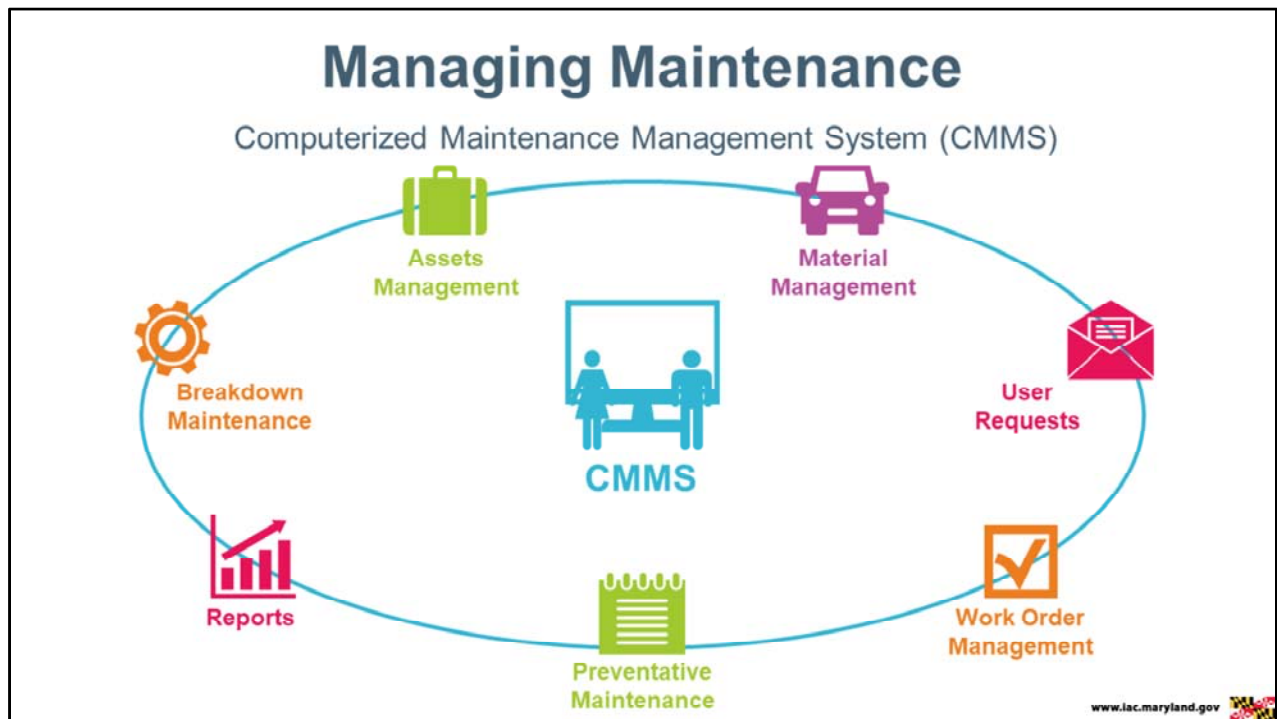 Managing Maintenance
Computerized Maintenance Management System (CMMS)
Assets
Management
Material
Management
Breakdown
Maintenance
User
Requests
CMMS
Reports
Work Order
Management
Preventative
Maintenance
www.iac.maryland.gov